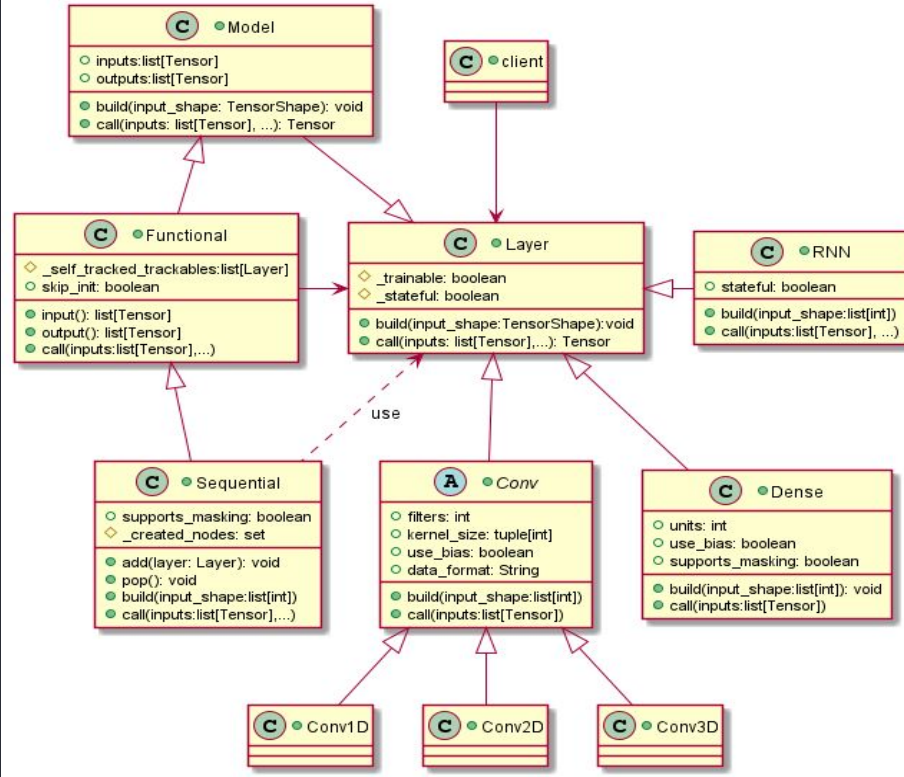 C Model
inputs:list[Tensor]
outputs:list[Tensor]
build(input_shape: TensorShape): void
call(inputs: list[Tensor], ...): Tensor
C client
C Functional
_self_tracked_trackables:list[Layer]
skip_init: boolean
input(): list[Tensor]
output(): list[Tensor]
call(inputs:list[Tensor],...)
C Layer
_trainable: boolean
_stateful: boolean
build(input_shape:TensorShape):void
call(inputs: list[Tensor],...): Tensor
C RNN
stateful: boolean
build(input_shape:list[int])
call(inputs:list[Tensor], ...)
use
C Sequential
supports_masking: boolean
_created_nodes: set
add(layer: Layer): void
pop(): void
build(input_shape:list[int])
call(inputs:list[Tensor],...)
A Conv
filters: int
kernel_size: tuple[int]
use_bias: boolean
data_format: String
build(input_shape:list[int])
call(inputs:list[Tensor])
C Dense
units: int
use_bias: boolean
supports_masking: boolean
build(input_shape:list[int]): void
call(inputs:list[Tensor])
C Conv1D
C Conv2D
C Conv3D